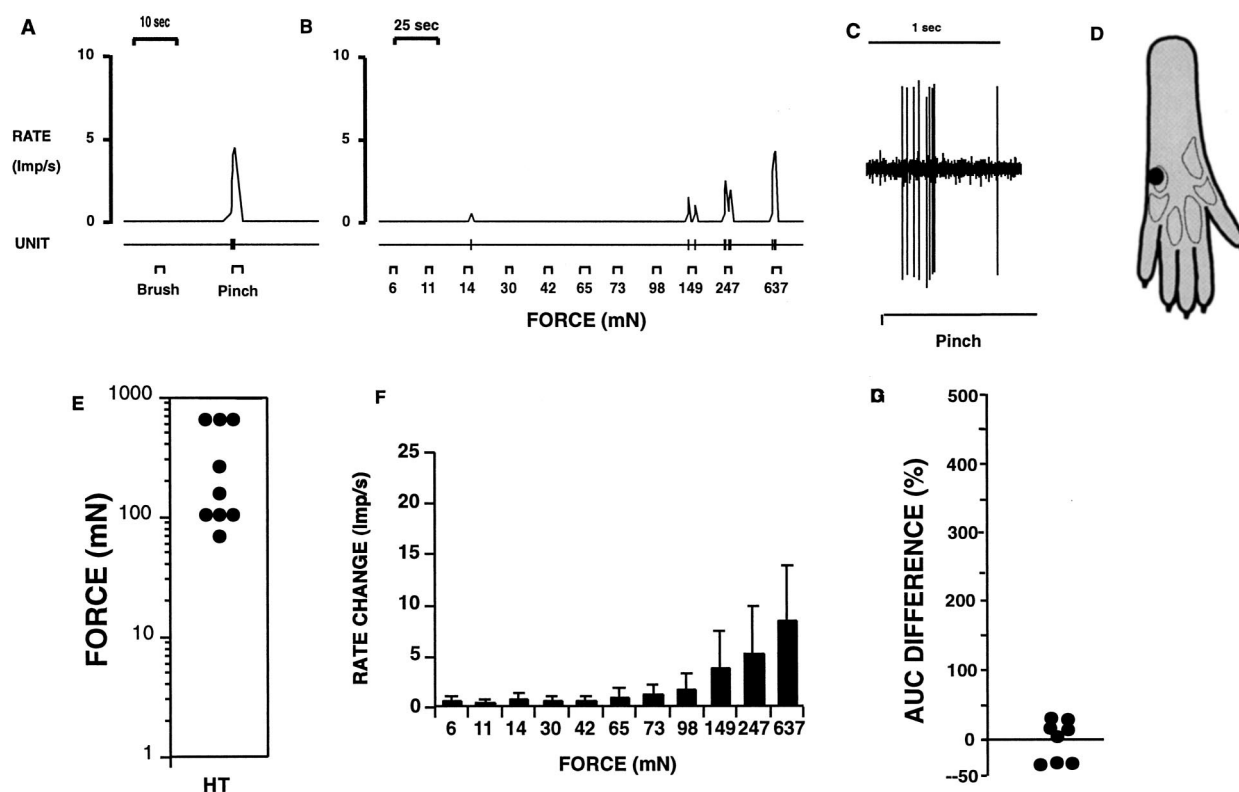 A
10 sec
10
5
0
RATE
(Imp/s)
UNIT
Brush Pinch
B
25 sec
10
5
0
6 11 14 30 42 65 73 98 149 247 637
FORCE (mN)
C
1 sec
Pinch
D
E
1000
100
10
1
FORCE (mN)
HT
F
25
20
15
10
5
0
RATE CHANGE (Imp/s)
6 11 14 30 42 65 73 98 149 247 637
FORCE (mN)
G
500
400
300
200
100
0
--50
AUC DIFFERENCE (%)